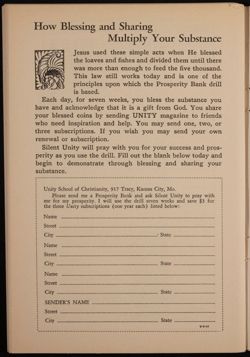 How Blessing and Sharing
Multiply Your Substance
Jesus used these simple acts when He blessed
the loaves and fishes and divided them until there
was more than enough to feed the five thousand.
This law still works today and is one of the
principles upon which the Prosperity Bank drill
is based.
Each day, for seven weeks, you bless the substance you
have and acknowledge that it is a gift from God. You share
your blessed coins by sending UNITY magazine to friends
who need inspiration and help. You may send one, two, or
three subscriptions. If you wish you may send your own
renewal or subscription.
Silent Unity will pray with you for your success and pros-
perity as you use the drill. Fill out the blank below today and
begin to demonstrate through blessing and sharing your
substance.
Unity School of Christianity, 917 Tracy, Kansas City, Mo.
Please send me a Prosperity Bank and ask Silent Unity to pray with
me for my prosperity. I will use the drill seven weeks and save $3 for
the three Unity subscriptions (one year each) listed below:
Name
Street
City State
Name
Street
City State
Name
Street
City State
SENDER'S NAME
Street
City State